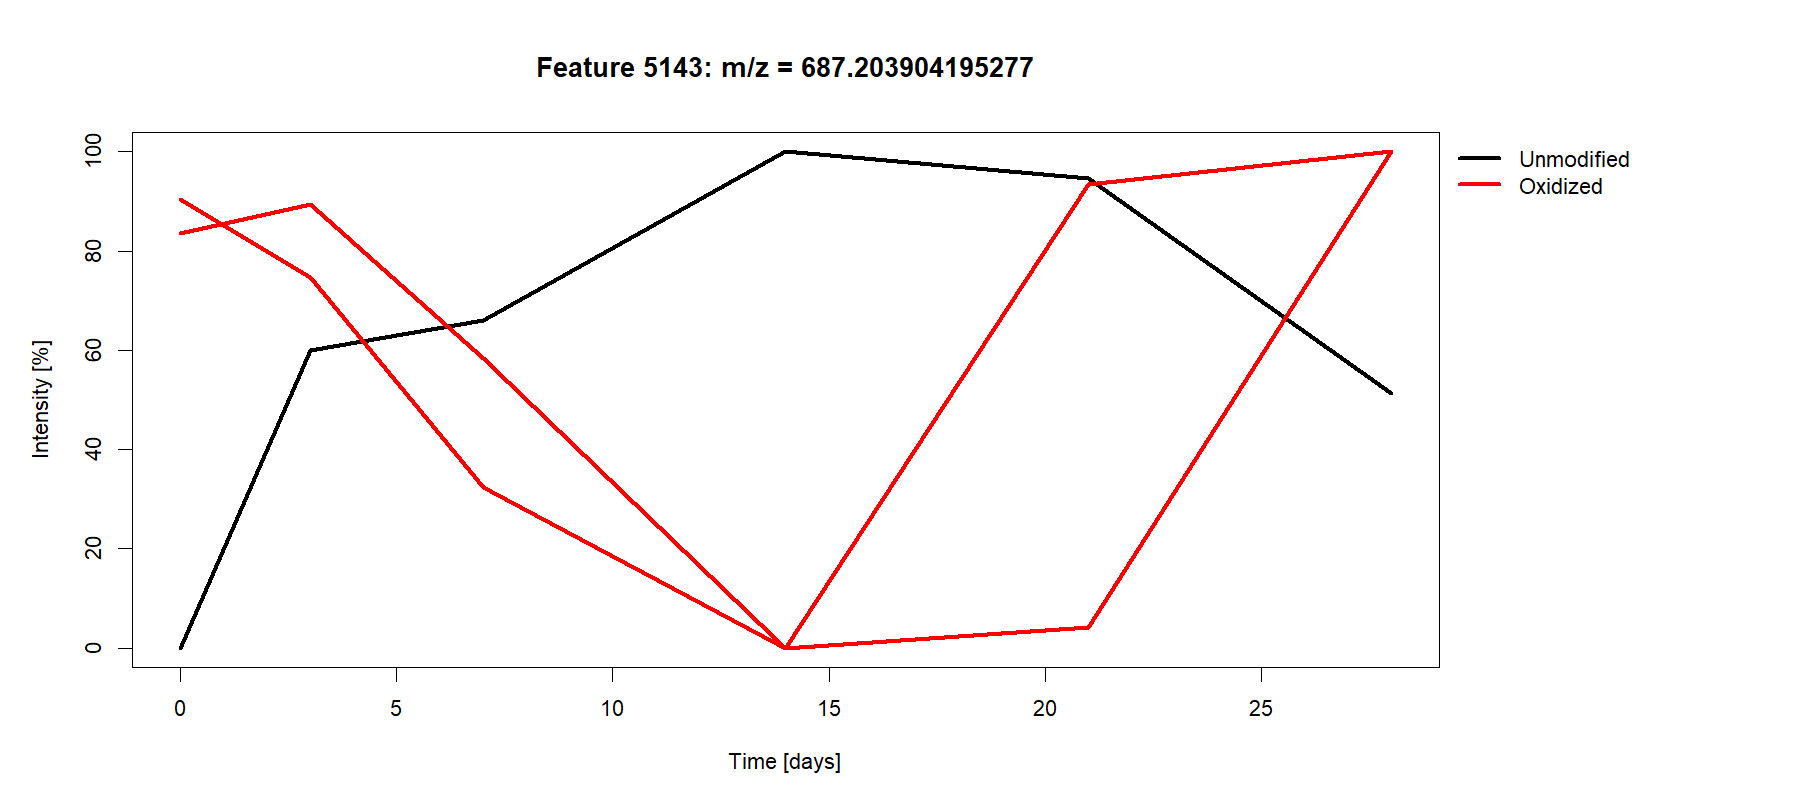 Feature 5143: m/z = 687.203904195277
Unmodified
Oxidized
Intensity [%]
100
80
60
40
20
0
0 5 10 15 20 25
Time [days]